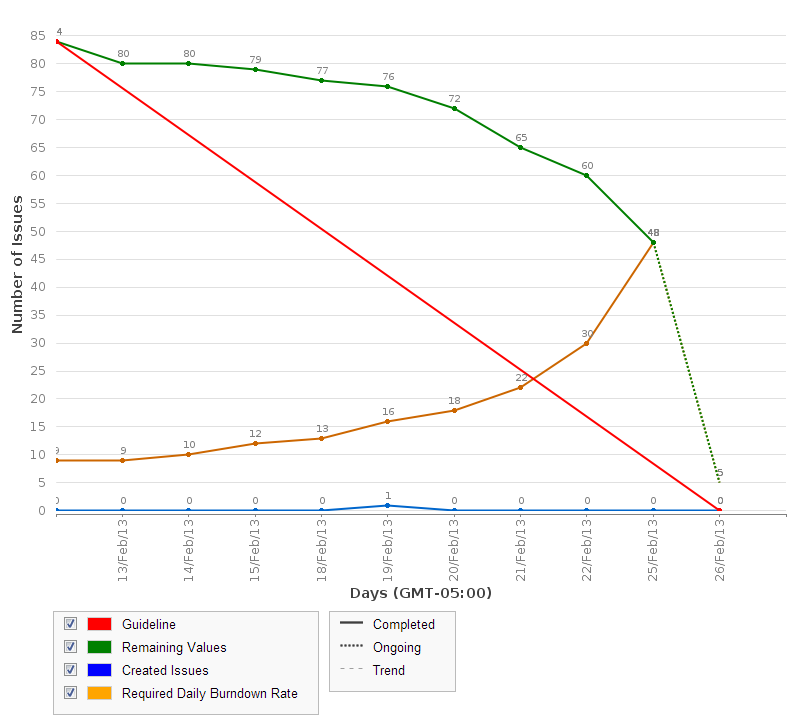 4
85
80
75
70
65
60
55
50
45
40
35
30
25
20
15
10
5
0
Number of Issues
80
80
79
77
76
72
65
60
48
5
9
9
10
12
13
16
18
22
30
0
0
0
0
0
1
0
0
0
0
0
13/Feb/13
14/Feb/13
15/Feb/13
18/Feb/13
19/Feb/13
20/Feb/13
21/Feb/13
22/Feb/13
25/Feb/13
26/Feb/13
Days (GMT-05:00)
Guideline
Remaining Values
Created Issues
Required Daily Burndown Rate
Completed
Ongoing
Trend